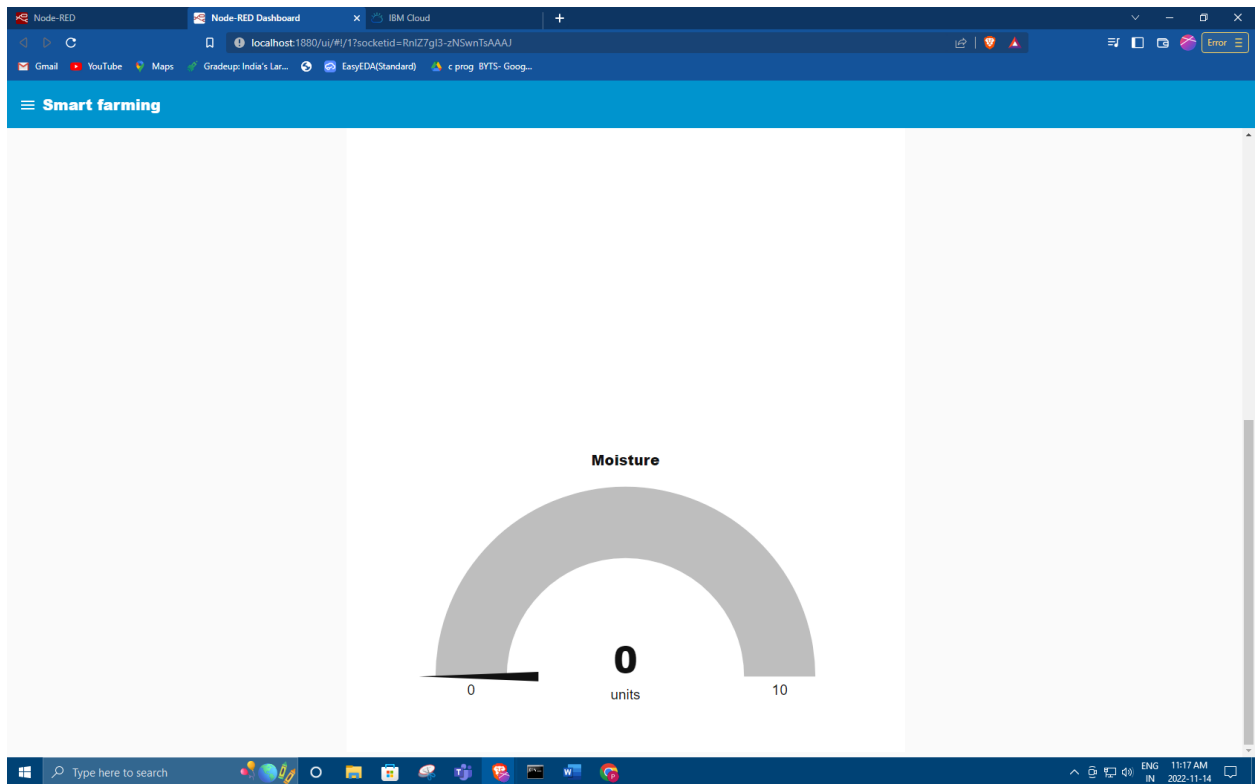 Node-RED Node-RED Dashboard IBM Cloud
localhost:1880/ui/#!/1?socketid=RnlZ7gI3-zNSwnTsAAAJ Error
Gmail YouTube Maps Gradeup: India's Lar... EasyEDA(Standard) c prog BYTS- Goog...
Smart farming
Moisture
0
0 10
units
Type here to search
ENG 11:17 AM
IN 2022-11-14